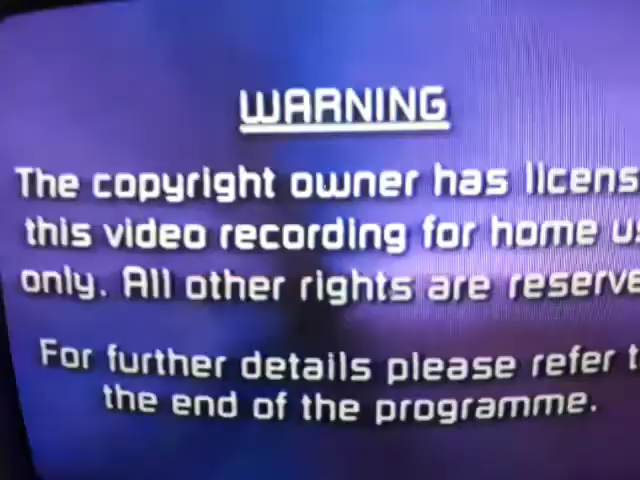 WARNING
The copyright owner has licens
this video recording for home us
only. All other rights are reserve
For further details please refer t
the end of the programme.